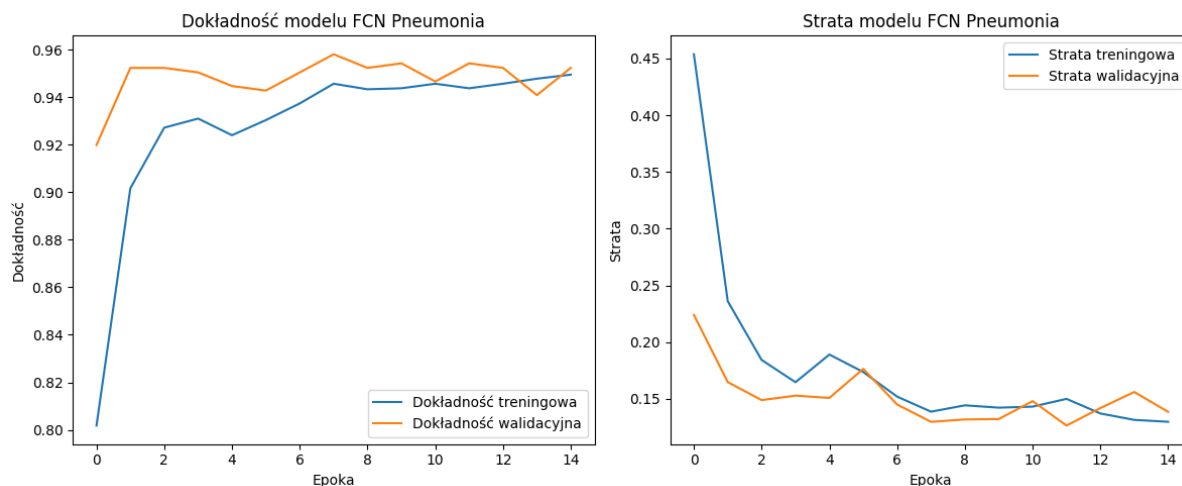 Dokładność modelu FCN Pneumonia
0.96
0.94
0.92
0.90
0.88
0.86
0.84
0.82
0.80
Dokładność
0 2 4 6 8 10 12 14
Epoka
Dokładność treningowa
Dokładność walidacyjna
Strata modelu FCN Pneumonia
0.45
0.40
0.35
0.30
0.25
0.20
0.15
Strata
0 2 4 6 8 10 12 14
Epoka
Strata treningowa
Strata walidacyjna